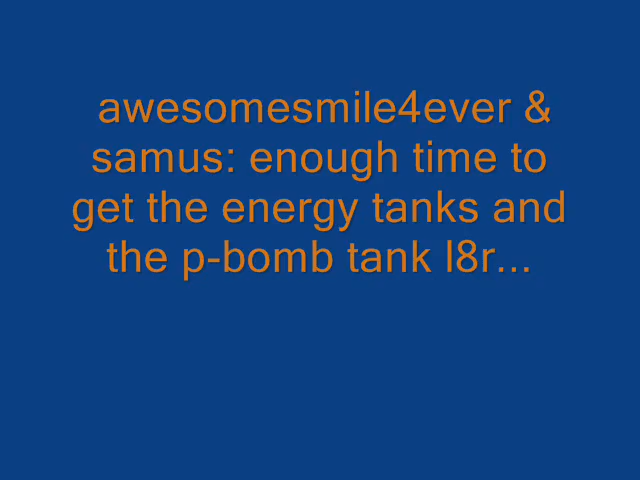 awesomesmile4ever &
samus: enough time to
get the energy tanks and
the p-bomb tank l8r...